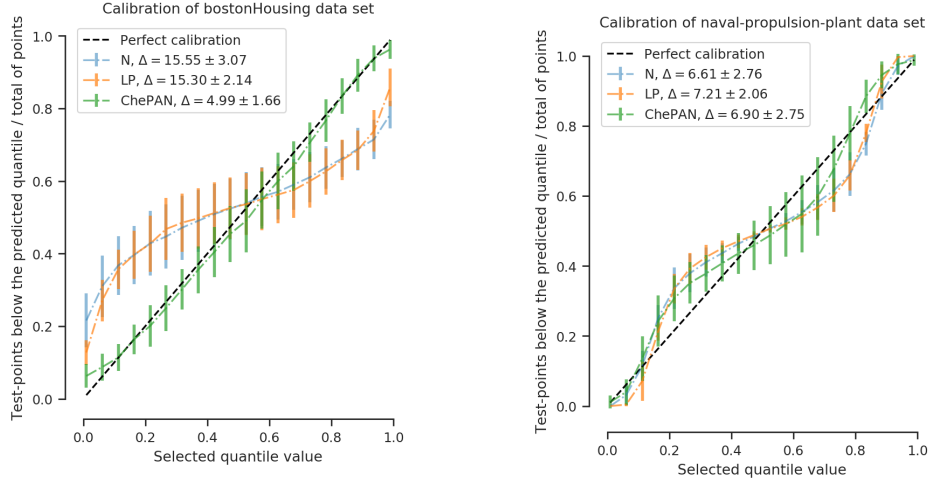 Calibration of bostonHousing data set
Test-points below the predicted quantile / total of points
1.0
0.8
0.6
0.4
0.2
0.0
Perfect calibration
N, Δ = 15.55 ± 3.07
LP, Δ = 15.30 ± 2.14
ChePAN, Δ = 4.99 ± 1.66
0.0 0.2 0.4 0.6 0.8 1.0
Selected quantile value
Calibration of naval-propulsion-plant data set
Test-points below the predicted quantile / total of points
1.0
0.8
0.6
0.4
0.2
0.0
Perfect calibration
N, Δ = 6.61 ± 2.76
LP, Δ = 7.21 ± 2.06
ChePAN, Δ = 6.90 ± 2.75
0.0 0.2 0.4 0.6 0.8 1.0
Selected quantile value